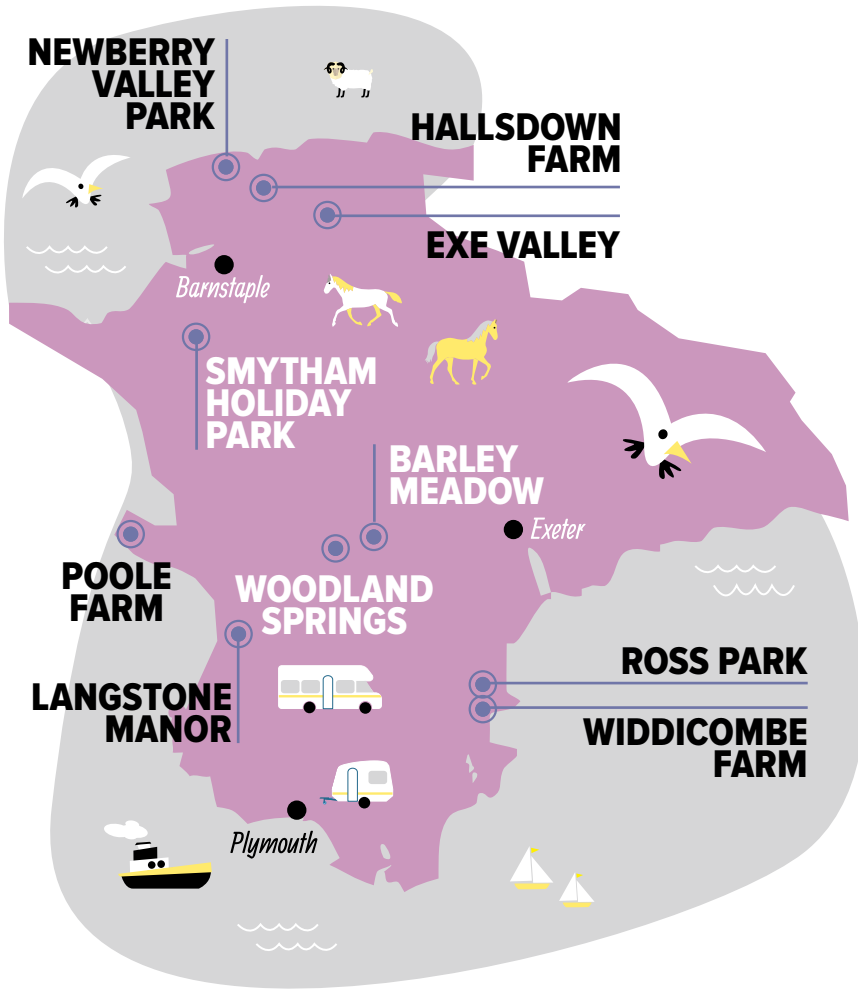 NEWBERRY
VALLEY
PARK
HALLSDOWN
FARM
EXE VALLEY
Barnstaple
SMYTHAM
HOLIDAY
PARK
BARLEY
MEADOW
Exeter
POOLE
FARM
WOODLAND
SPRINGS
ROSS PARK
LANGSTONE
MANOR
WIDDICOMBE
FARM
Plymouth